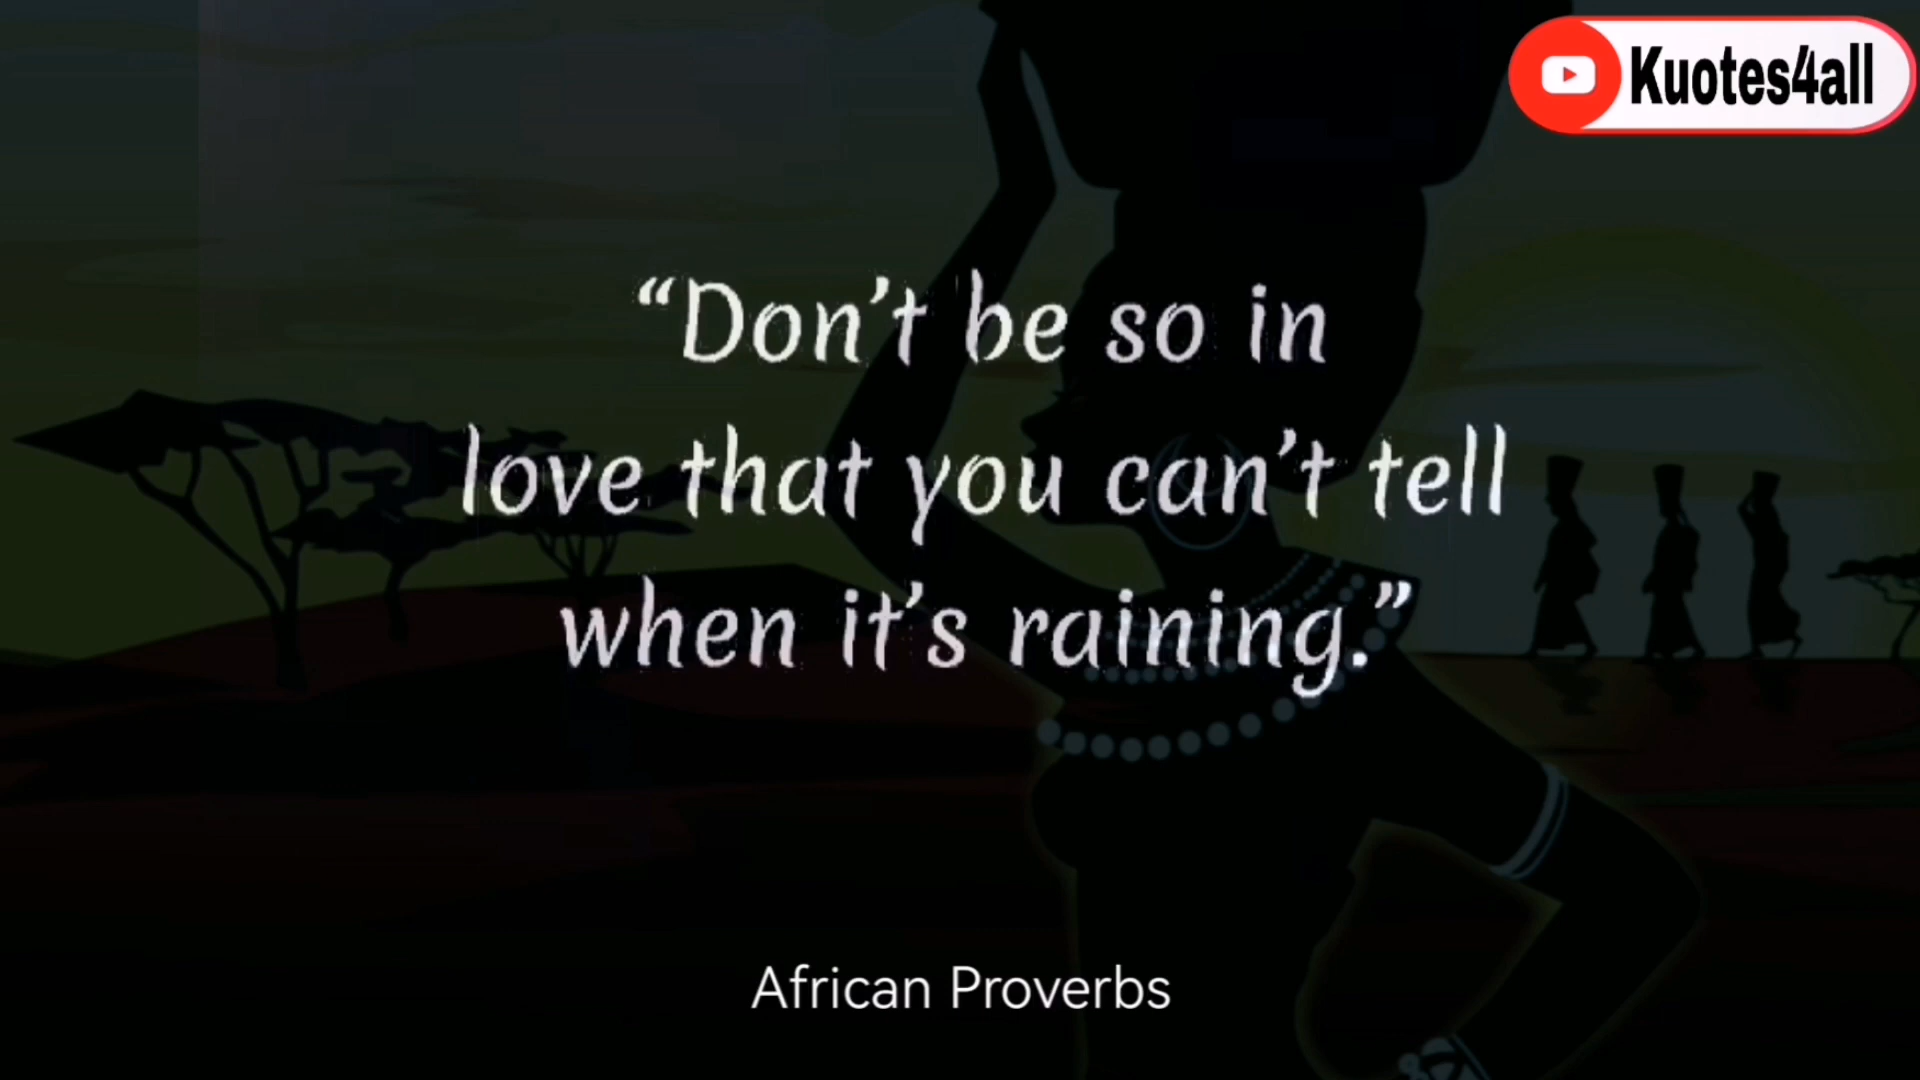 Kuotes4all
“Don’t be so in
love that you can’t tell
when it’s raining.”
African Proverbs